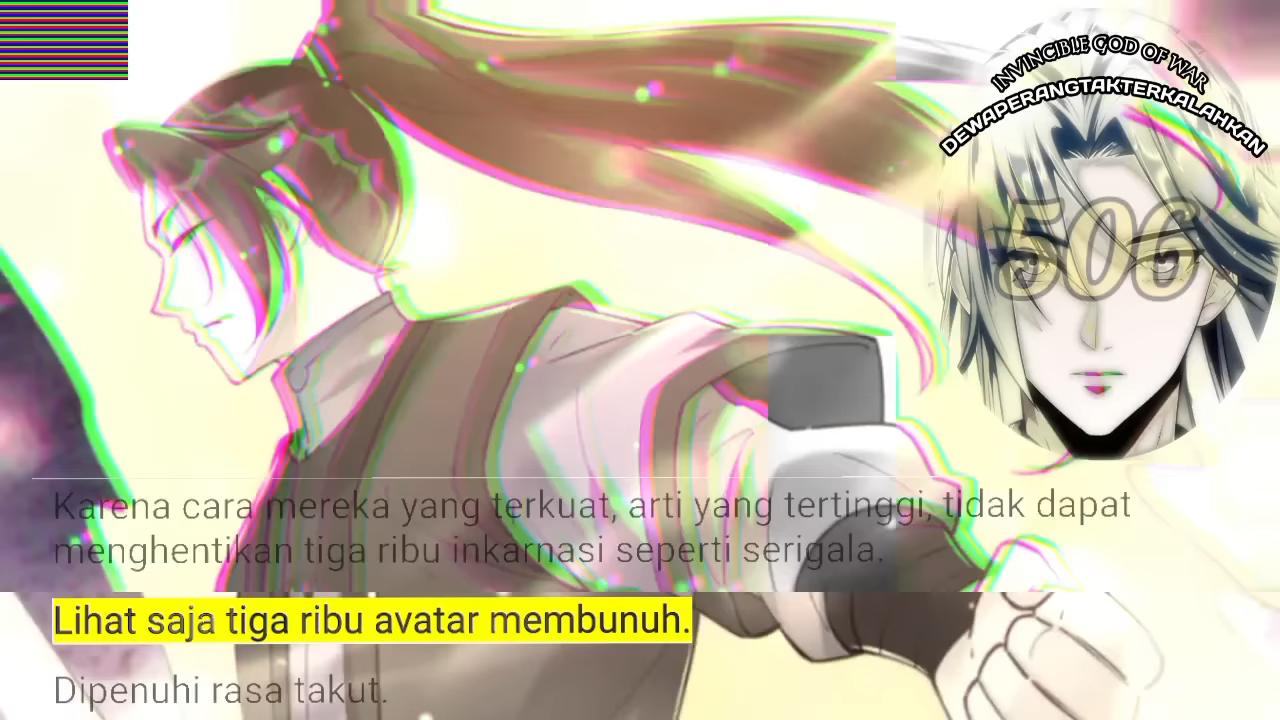 INVINCIBLE GOD OF WAR
DEWAPERANGTAKTERKALAHKAN
506
Karena cara mereka yang terkuat, arti yang tertinggi, tidak dapat
menghentikan tiga ribu inkarnasi seperti serigala.
Lihat saja tiga ribu avatar membunuh.
Dipenuhi rasa takut.